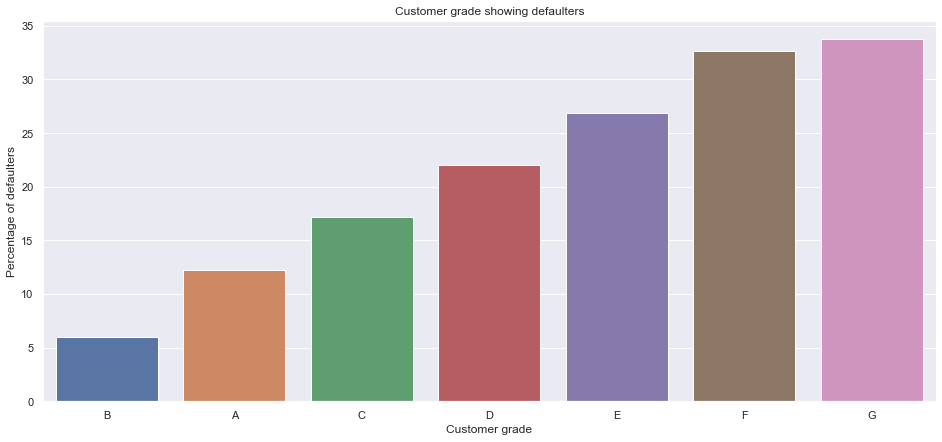 Customer grade showing defaulters
Percentage of defaulters
35
30
25
20
15
10
5
0
B A C D E F G
Customer grade